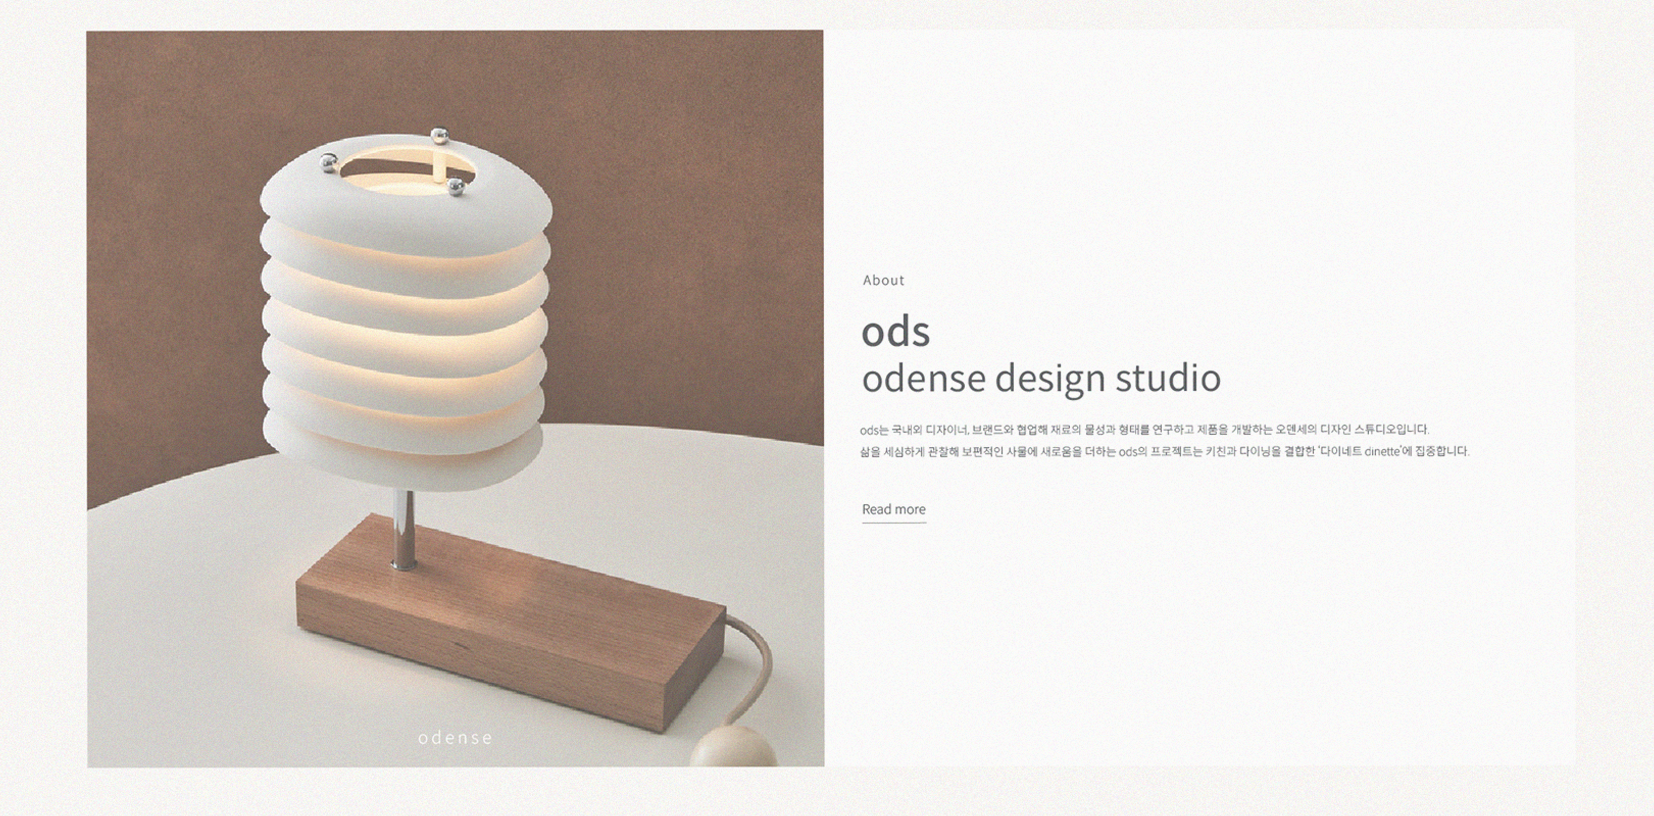 odense
About
ods
odense design studio
ods는 국내외 디자이너, 브랜드와 협업해 재료의 물성과 형태를 연구하고 제품을 개발하는 오덴세의 디자인 스튜디오입니다.
삶을 세심하게 관찰해 보편적인 사물에 새로움을 더하는 ods의 프로젝트는 키친과 다이닝을 결합한 '다이네트 dinette'에 집중합니다.
Read more